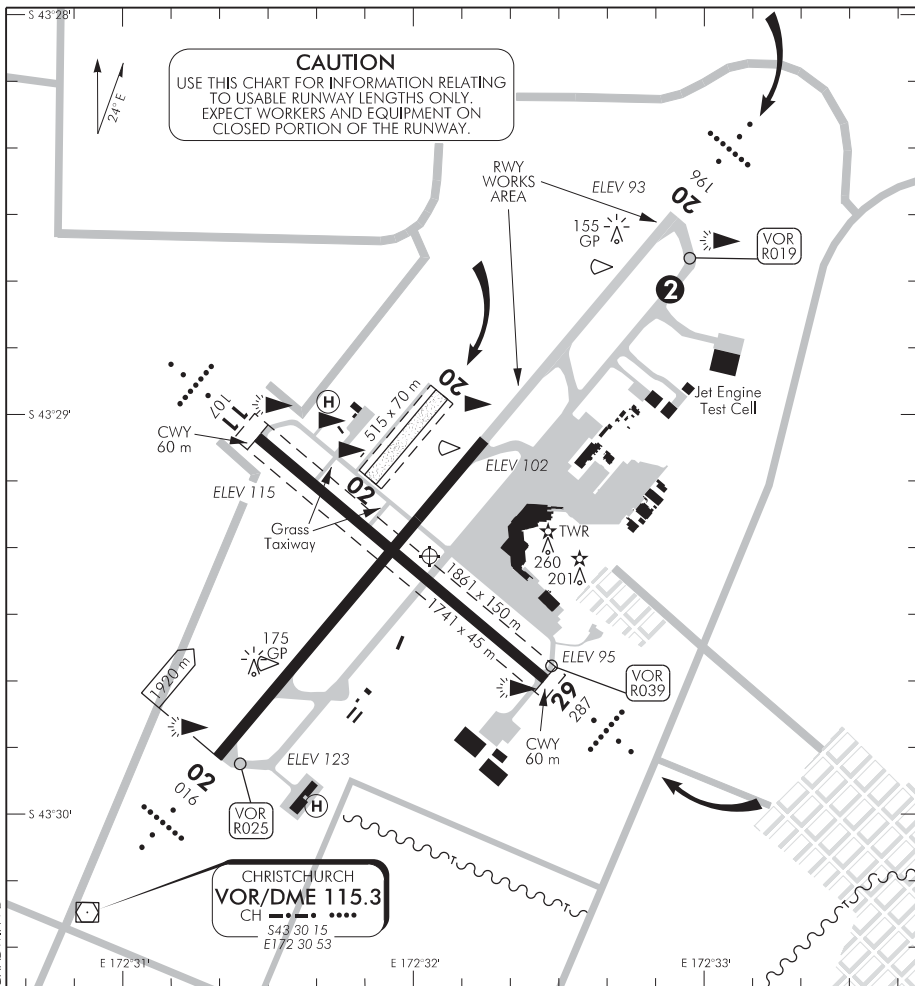 S 43°28'
CAUTION
USE THIS CHART FOR INFORMATION RELATING
TO USABLE RUNWAY LENGTHS ONLY.
EXPECT WORKERS AND EQUIPMENT ON
CLOSED PORTION OF THE RUNWAY.
24° E
RWY
WORKS
AREA
ELEV 93
196
20
155
GP
VOR
R019
2
Jet Engine
Test Cell
20
S 43°29'
107
11
H
515 x 70 m
CWY
60 m
ELEV 102
ELEV 115
02
Grass
Taxiway
TWR
260
201
1861 x 150 m
1741 x 45 m
175
GP
ELEV 95
VOR
R039
1920 m
29
287
CWY
60 m
ELEV 123
02
016
H
VOR
R025
S 43°30'
CHRISTCHURCH
VOR/DME 115.3
CH
S43 30 15
E172 30 53
T
T
E 172°31'
E 172°32'
E 172°33'